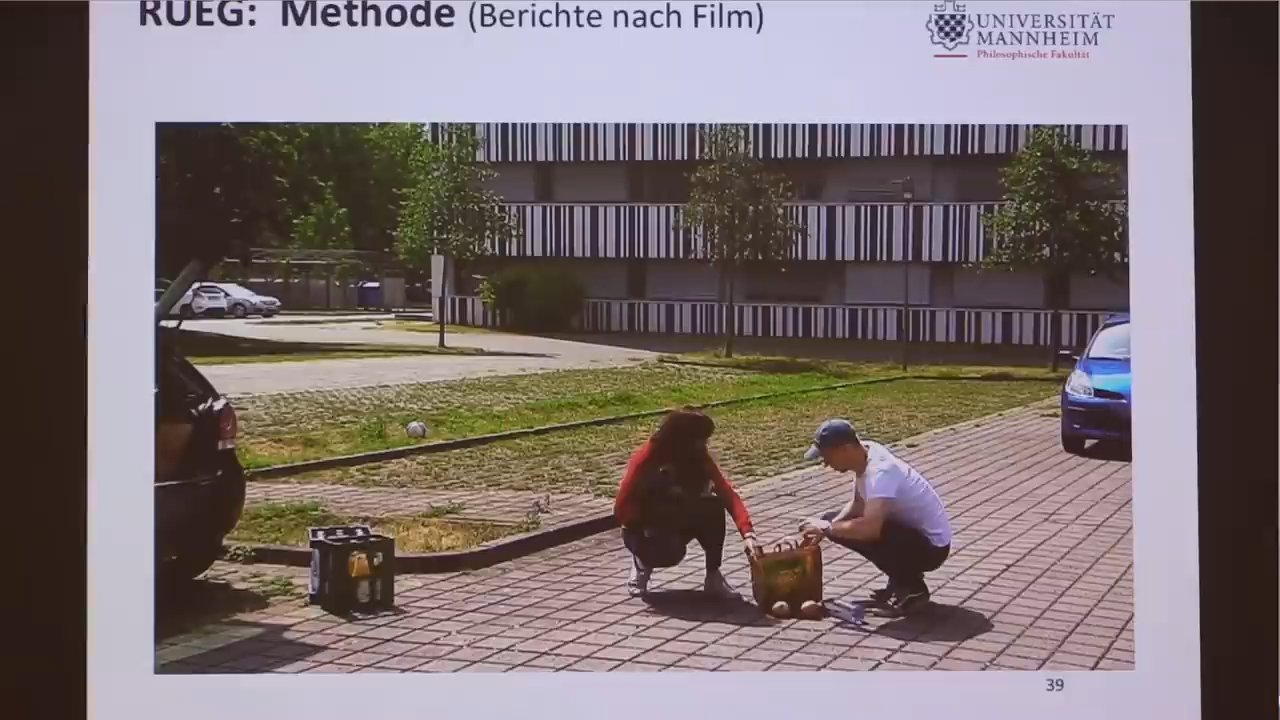 RUEG: Methode (Berichte nach Film)
UNIVERSITÄT
MANNHEIM
Philosophische Fakultät
39